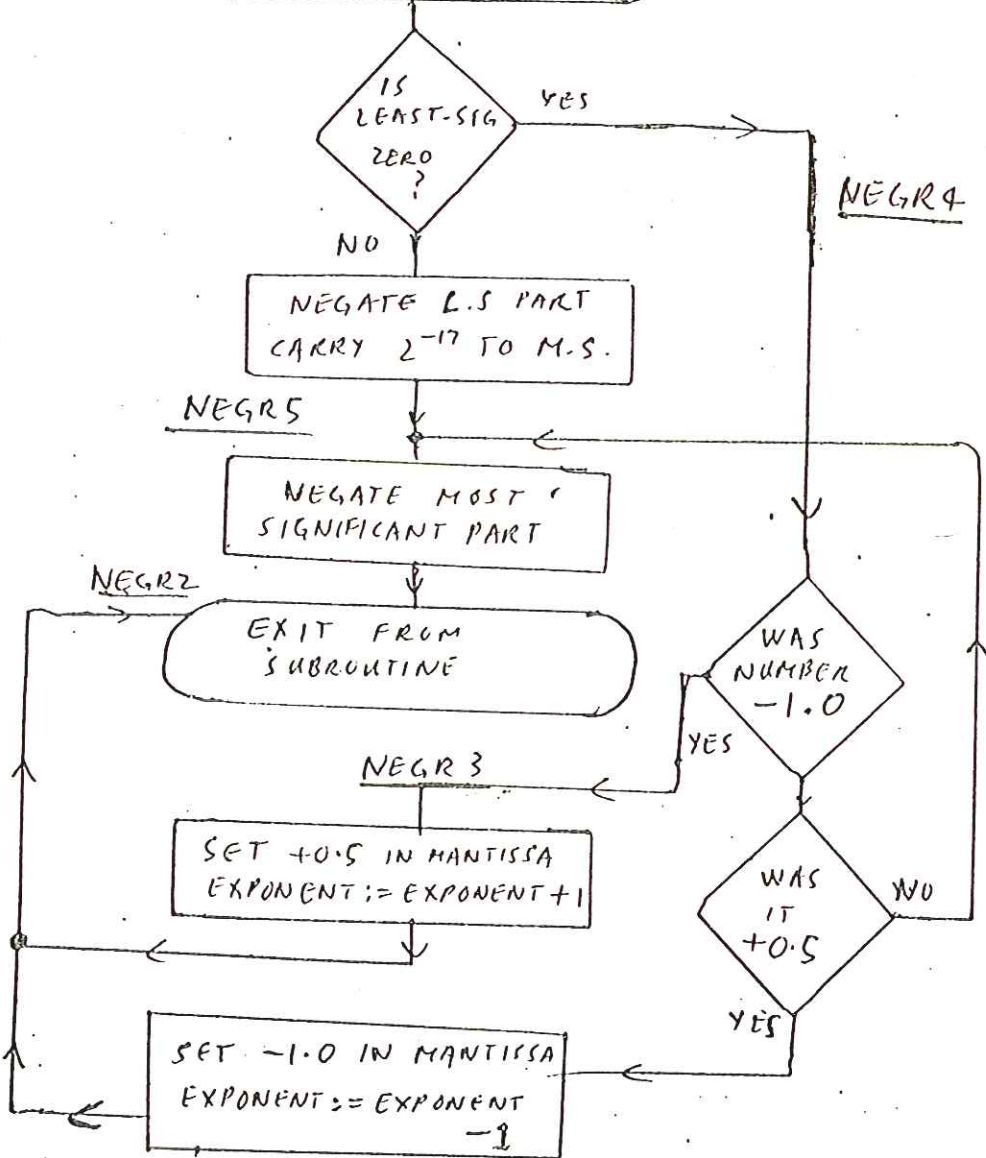 IS
LEAST-SIG
ZERO
?
YES
NEGR4
NO
NEGATE L.S PART
CARRY 2⁻¹⁷ TO M.S.
NEGR5
NEGATE MOST
SIGNIFICANT PART
NEGR2
EXIT FROM
SUBROUTINE
WAS
NUMBER
-1.0
YES
NEGR3
SET +0.5 IN MANTISSA
EXPONENT := EXPONENT +1
WAS
IT
+0.5
NO
YES
SET -1.0 IN MANTISSA
EXPONENT := EXPONENT
-1